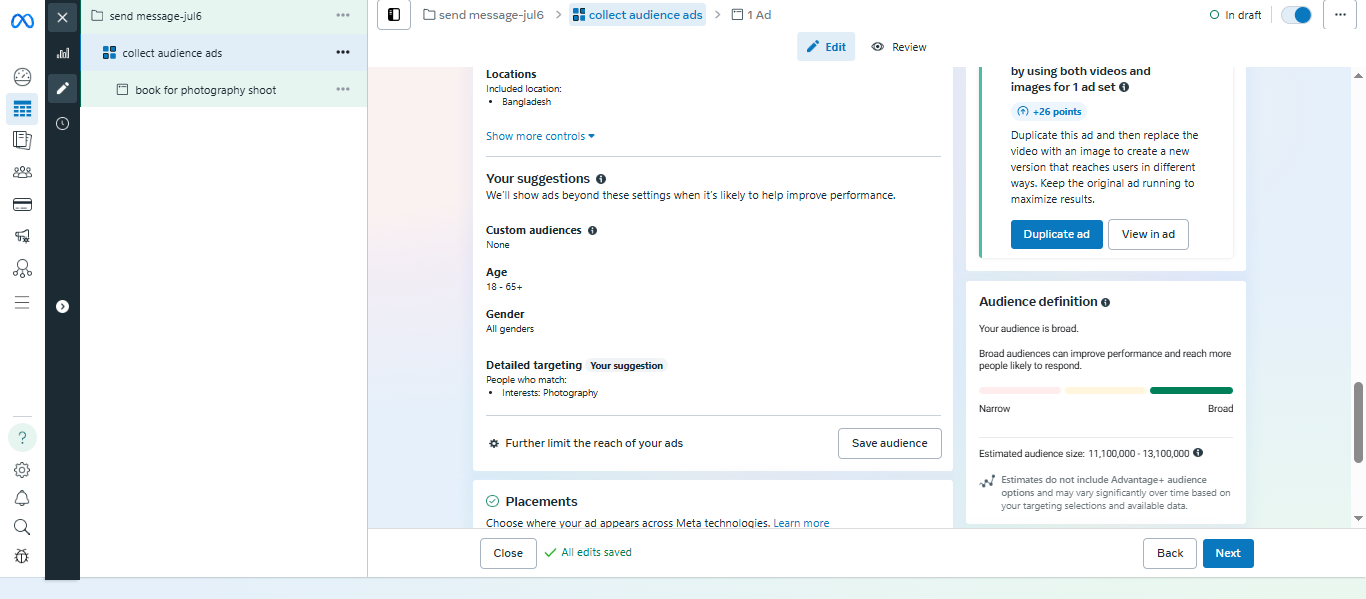 send message-jul6
collect audience ads
book for photography shoot
send message-jul6
collect audience ads
1 Ad
In draft
Edit
Review
Locations
Included location:
Bangladesh
Show more controls
Your suggestions
We'll show ads beyond these settings when it's likely to help improve performance.
Custom audiences
None
Age
18 - 65+
Gender
All genders
Detailed targeting Your suggestion
People who match:
Interests: Photography
Further limit the reach of your ads
Save audience
Placements
Choose where your ad appears across Meta technologies. Learn more
by using both videos and
images for 1 ad set
+26 points
Duplicate this ad and then replace the
video with an image to create a new
version that reaches users in different
ways. Keep the original ad running to
maximize results.
Duplicate ad
View in ad
Audience definition
Your audience is broad.
Broad audiences can improve performance and reach more
people likely to respond.
Narrow
Broad
Estimated audience size: 11,100,000 - 13,100,000
Estimates do not include Advantage+ audience
options and may vary significantly over time based on
your targeting selections and available data.
Close
All edits saved
Back
Next